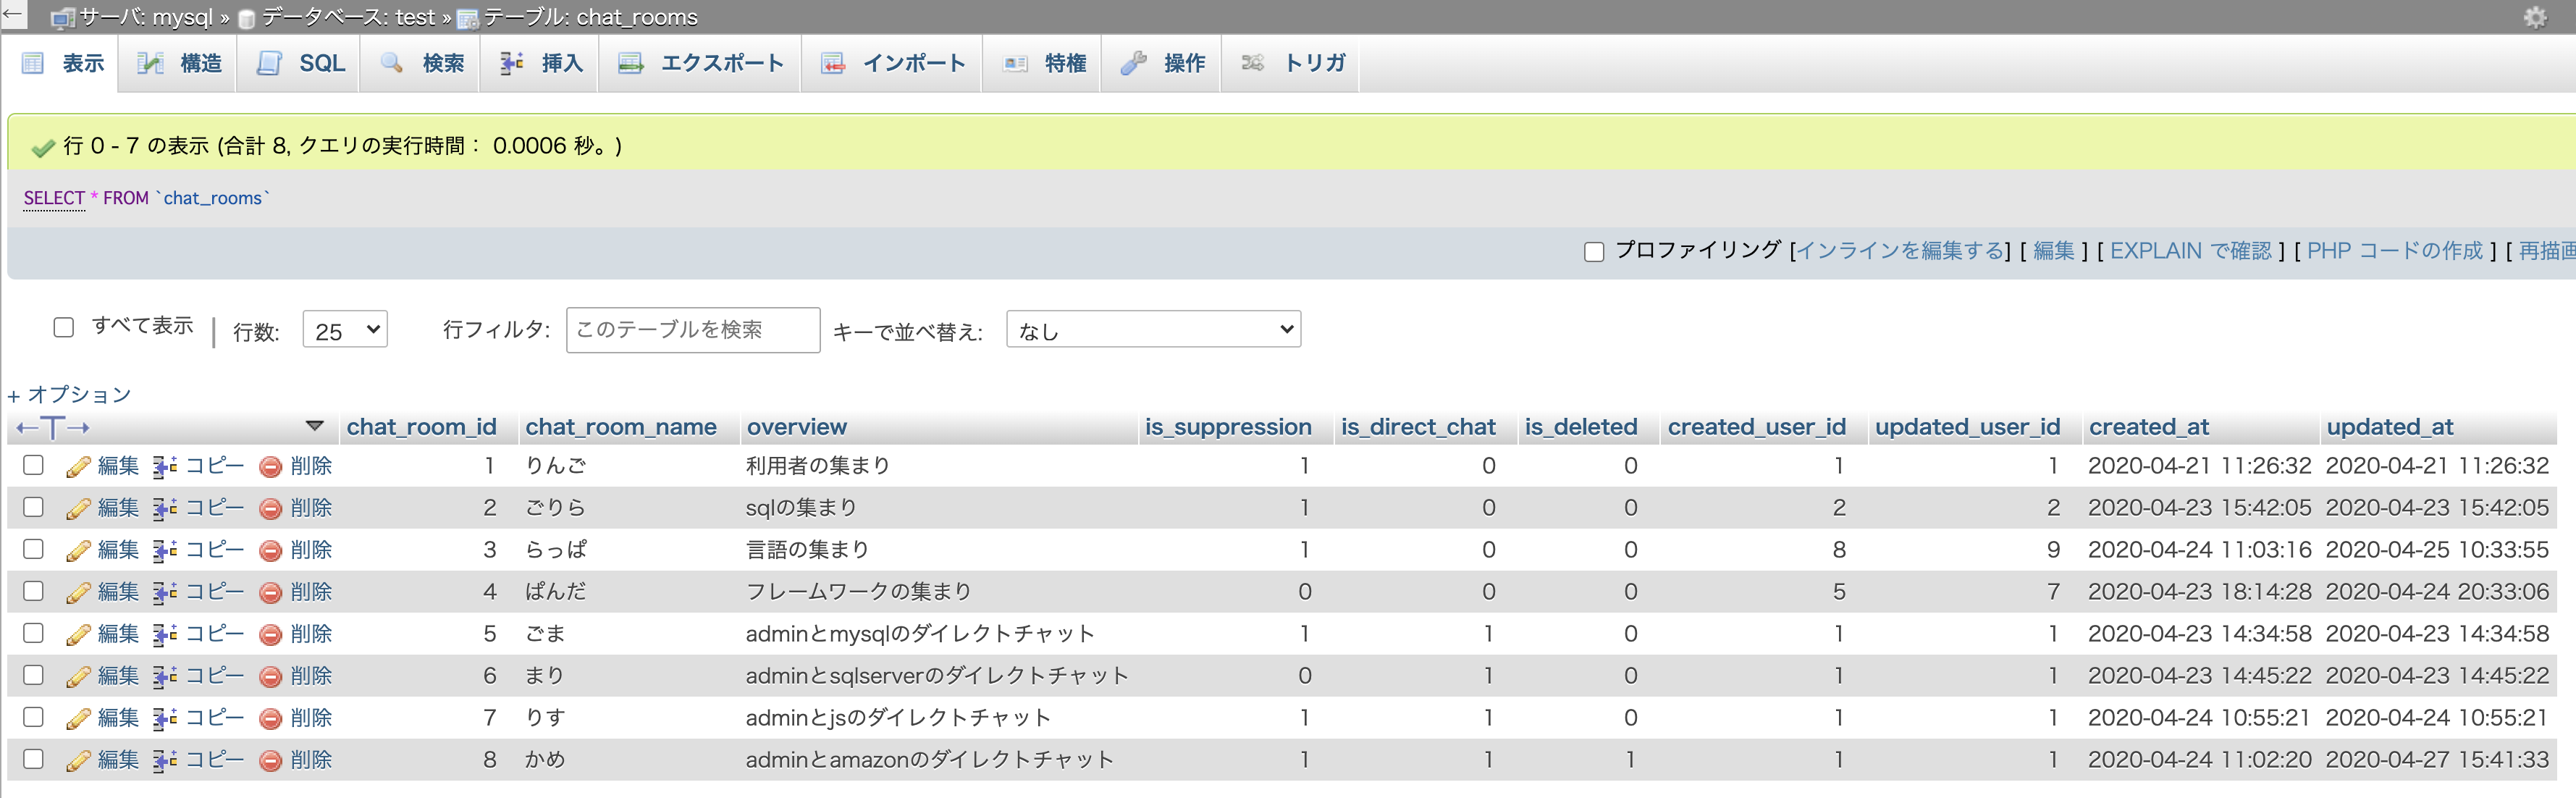 サーバ: mysql » データベース: test » テーブル: chat_rooms
表示 構造 SQL 検索 挿入 エクスポート インポート 特権 操作 トリガ
行 0 - 7 の表示 (合計 8, クエリの実行時間： 0.0006 秒。)
SELECT * FROM `chat_rooms`
プロファイリング [インラインを編集する] [ 編集 ] [ EXPLAIN で確認 ] [ PHP コードの作成 ] [ 再描画
すべて表示 | 行数: 25 行フィルタ: このテーブルを検索 キーで並べ替え: なし
+ オプション
←T→ chat_room_id chat_room_name overview is_suppression is_direct_chat is_deleted created_user_id updated_user_id created_at updated_at
編集 コピー 削除 1 りんご 利用者の集まり 1 0 0 1 1 2020-04-21 11:26:32 2020-04-21 11:26:32
編集 コピー 削除 2 ごりら sqlの集まり 1 0 0 2 2 2020-04-23 15:42:05 2020-04-23 15:42:05
編集 コピー 削除 3 らっぱ 言語の集まり 1 0 0 8 9 2020-04-24 11:03:16 2020-04-25 10:33:55
編集 コピー 削除 4 ぱんだ フレームワークの集まり 0 0 0 5 7 2020-04-23 18:14:28 2020-04-24 20:33:06
編集 コピー 削除 5 ごま adminとmysqlのダイレクトチャット 1 1 0 1 1 2020-04-23 14:34:58 2020-04-23 14:34:58
編集 コピー 削除 6 まり adminとsqlserverのダイレクトチャット 0 1 0 1 1 2020-04-23 14:45:22 2020-04-23 14:45:22
編集 コピー 削除 7 りす adminとjsのダイレクトチャット 1 1 0 1 1 2020-04-24 10:55:21 2020-04-24 10:55:21
編集 コピー 削除 8 かめ adminとamazonのダイレクトチャット 1 1 1 1 1 2020-04-24 11:02:20 2020-04-27 15:41:33